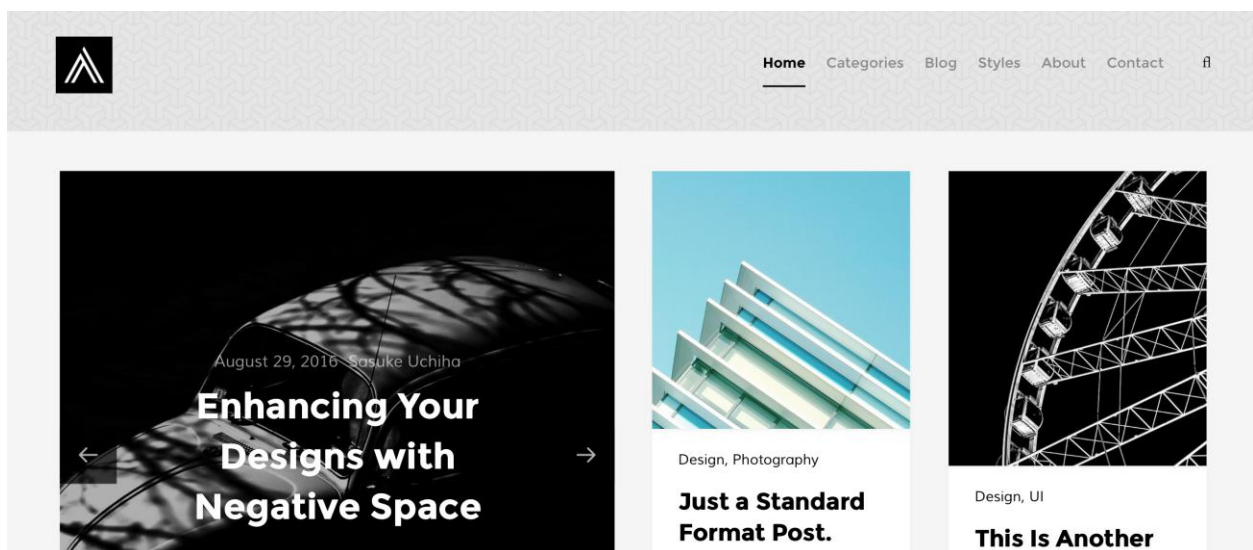 Home Categories Blog Styles About Contact ﬂ
August 29, 2016 Sasuke Uchiha
Enhancing Your
Designs with
Negative Space
Design, Photography
Just a Standard
Format Post.
Design, UI
This Is Another